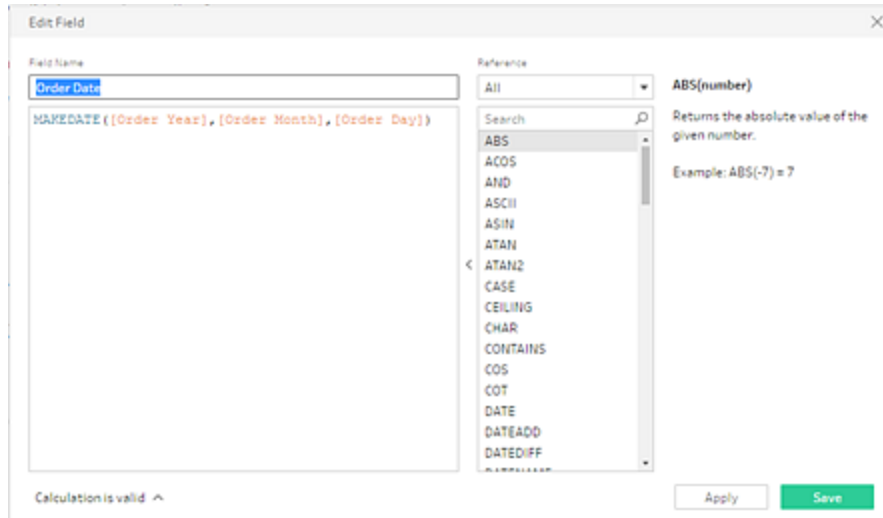 Edit Field
Field Name
Order Date
MAKEDATE([Order Year],[Order Month],[Order Day])
Reference
All
Search
ABS
ACOS
AND
ASCII
ASIN
ATAN
ATAN2
CASE
CEILING
CHAR
CONTAINS
COS
COT
DATE
DATEADD
DATEDIFF
ABS(number)
Returns the absolute value of the
given number.
Example: ABS(-7) = 7
Calculation is valid
Apply
Save